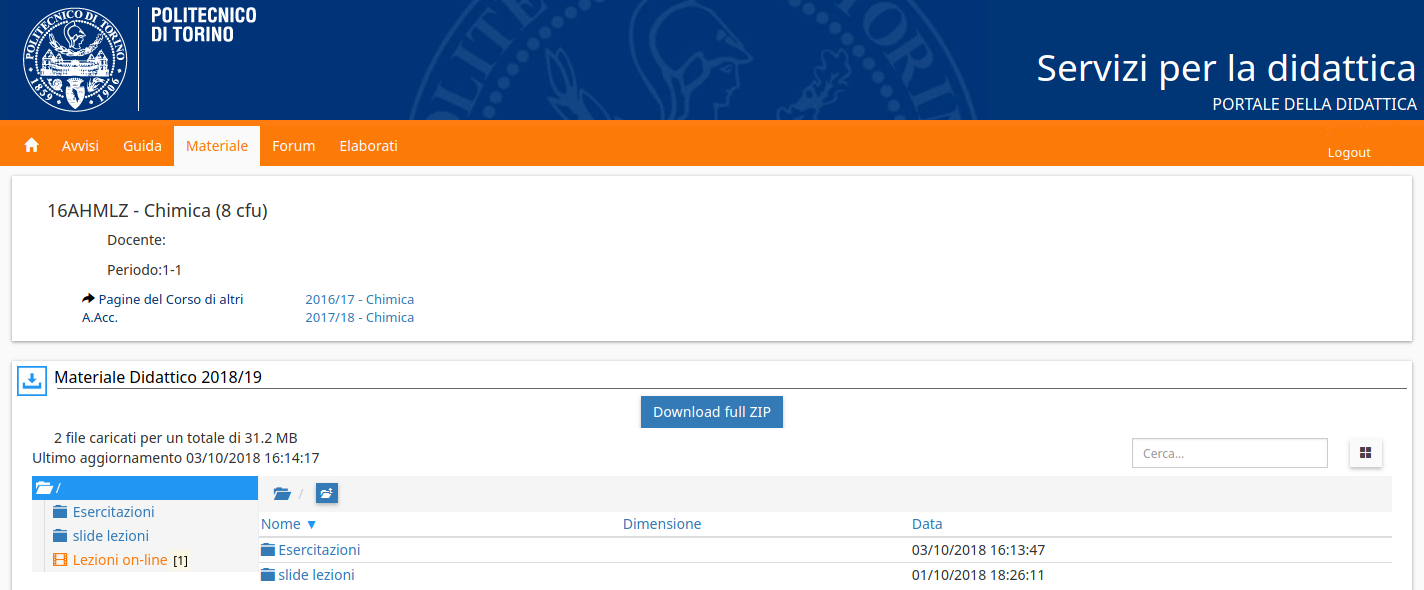 POLITECNICO
DI TORINO
POLITECNICO DI TORINO
1859
1906
Servizi per la didattica
PORTALE DELLA DIDATTICA
Avvisi Guida Materiale Forum Elaborati Logout
16AHMLZ - Chimica (8 cfu)
Docente:
Periodo:1-1
Pagine del Corso di altri 2016/17 - Chimica
A.Acc. 2017/18 - Chimica
Materiale Didattico 2018/19
Download full ZIP
2 file caricati per un totale di 31.2 MB
Ultimo aggiornamento 03/10/2018 16:14:17
Cerca...
/
Esercitazioni
slide lezioni
Lezioni on-line [1]
/
Nome ▼ Dimensione Data
Esercitazioni 03/10/2018 16:13:47
slide lezioni 01/10/2018 18:26:11